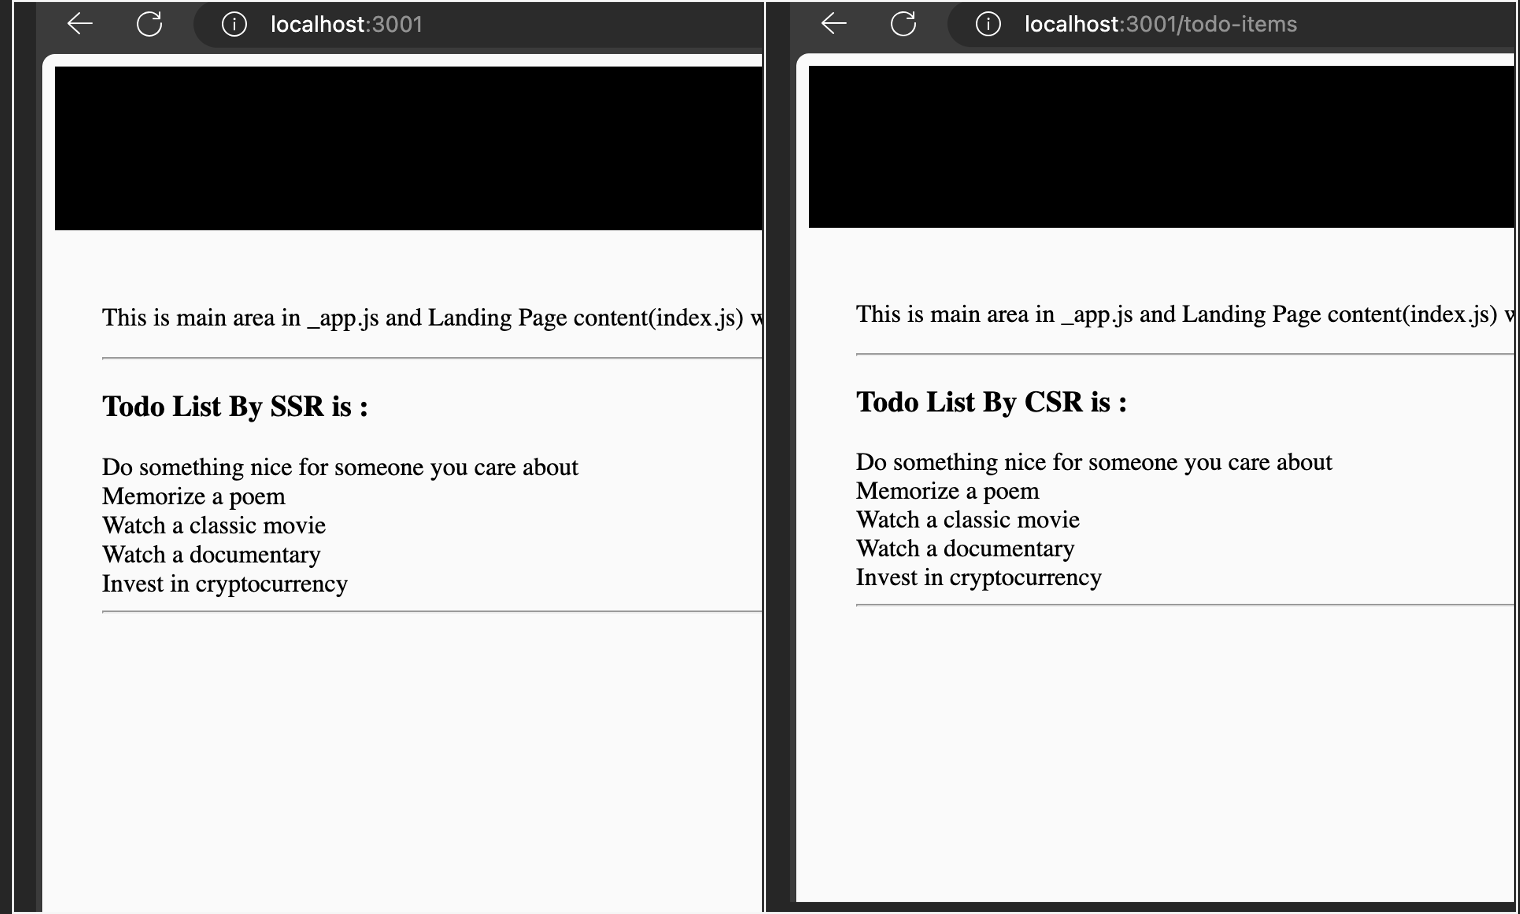 localhost:3001
This is main area in _app.js and Landing Page content(index.js)
Todo List By SSR is :
Do something nice for someone you care about
Memorize a poem
Watch a classic movie
Watch a documentary
Invest in cryptocurrency
localhost:3001/todo-items
This is main area in _app.js and Landing Page content(index.js)
Todo List By CSR is :
Do something nice for someone you care about
Memorize a poem
Watch a classic movie
Watch a documentary
Invest in cryptocurrency